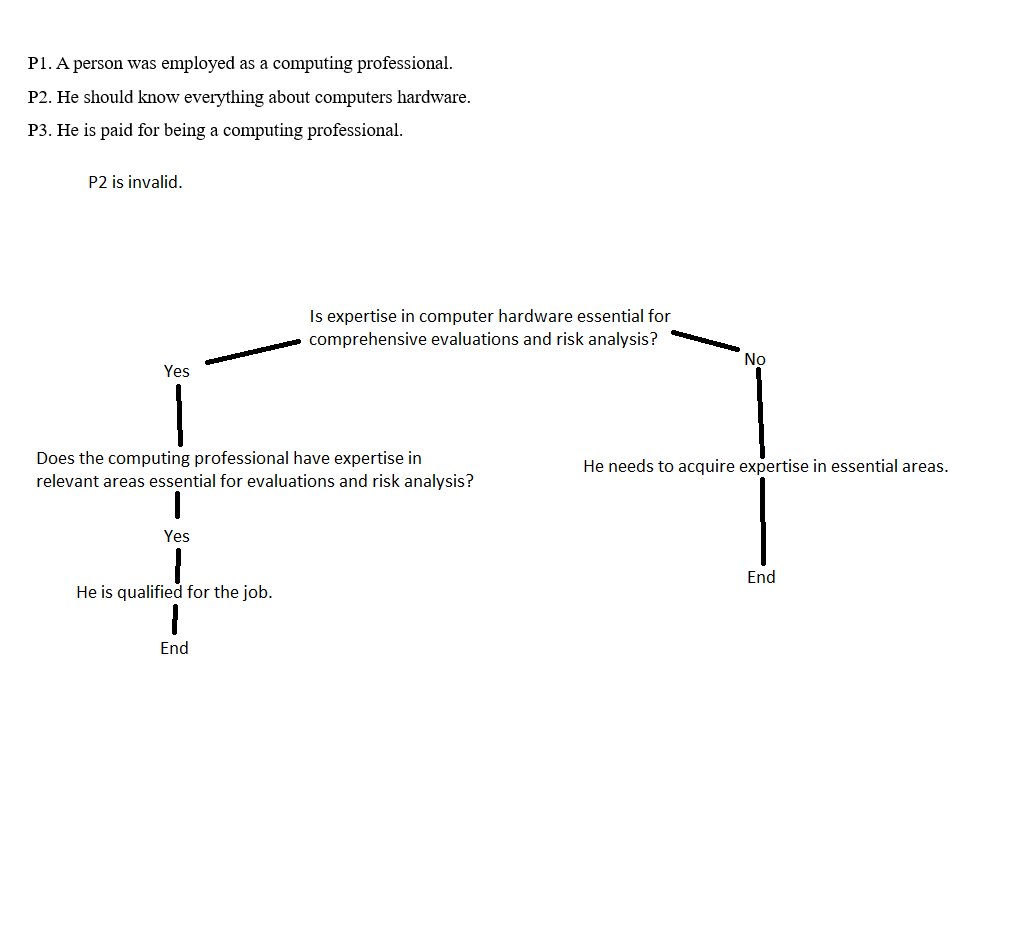 P1. A person was employed as a computing professional.
P2. He should know everything about computers hardware.
P3. He is paid for being a computing professional.
P2 is invalid.
Is expertise in computer hardware essential for
comprehensive evaluations and risk analysis?
Yes
No
Does the computing professional have expertise in
relevant areas essential for evaluations and risk analysis?
He needs to acquire expertise in essential areas.
Yes
He is qualified for the job.
End
End